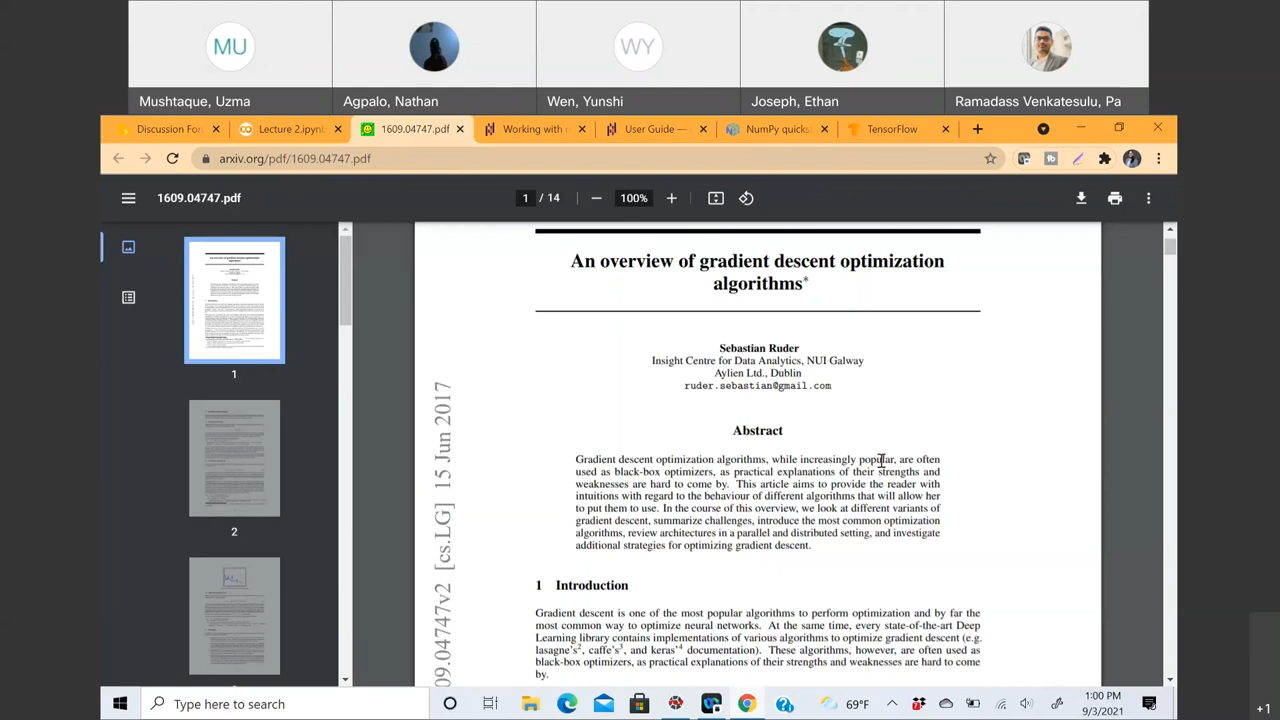 MU
WY
Mushtaque, Uzma
Agpalo, Nathan
Wen, Yunshi
Joseph, Ethan
Ramadass Venkatesulu, Pa
Discussion For
Lecture 2.ipynb
1609.04747.pdf
Working with m
User Guide —
NumPy quicks
TensorFlow
arxiv.org/pdf/1609.04747.pdf
1609.04747.pdf
1 / 14
100%
An overview of gradient descent optimization
algorithms*
Sebastian Ruder
Insight Centre for Data Analytics, NUI Galway
Aylien Ltd., Dublin
ruder.sebastian@gmail.com
Abstract
Gradient descent optimization algorithms, while increasingly popular, are often
used as black-box optimizers, as practical explanations of their strengths and
weaknesses are hard to come by. This article aims to provide the reader with
intuitions with regard to the behaviour of different algorithms that will allow her
to put them to use. In the course of this overview, we look at different variants of
gradient descent, summarize challenges, introduce the most common optimization
algorithms, review architectures in a parallel and distributed setting, and investigate
additional strategies for optimizing gradient descent.
1 Introduction
Gradient descent is one of the most popular algorithms to perform optimization and by far the
most common way to optimize neural networks. At the same time, every state-of-the-art Deep
Learning library contains implementations of various algorithms to optimize gradient descent (e.g.
lasagne's2, caffe's3, and keras'4 documentation). These algorithms, however, are often used as
black-box optimizers, as practical explanations of their strengths and weaknesses are hard to come
by.
09.04747v2 [cs.LG] 15 Jun 2017
1
2
Type here to search
69°F
1:00 PM
9/3/2021
+1